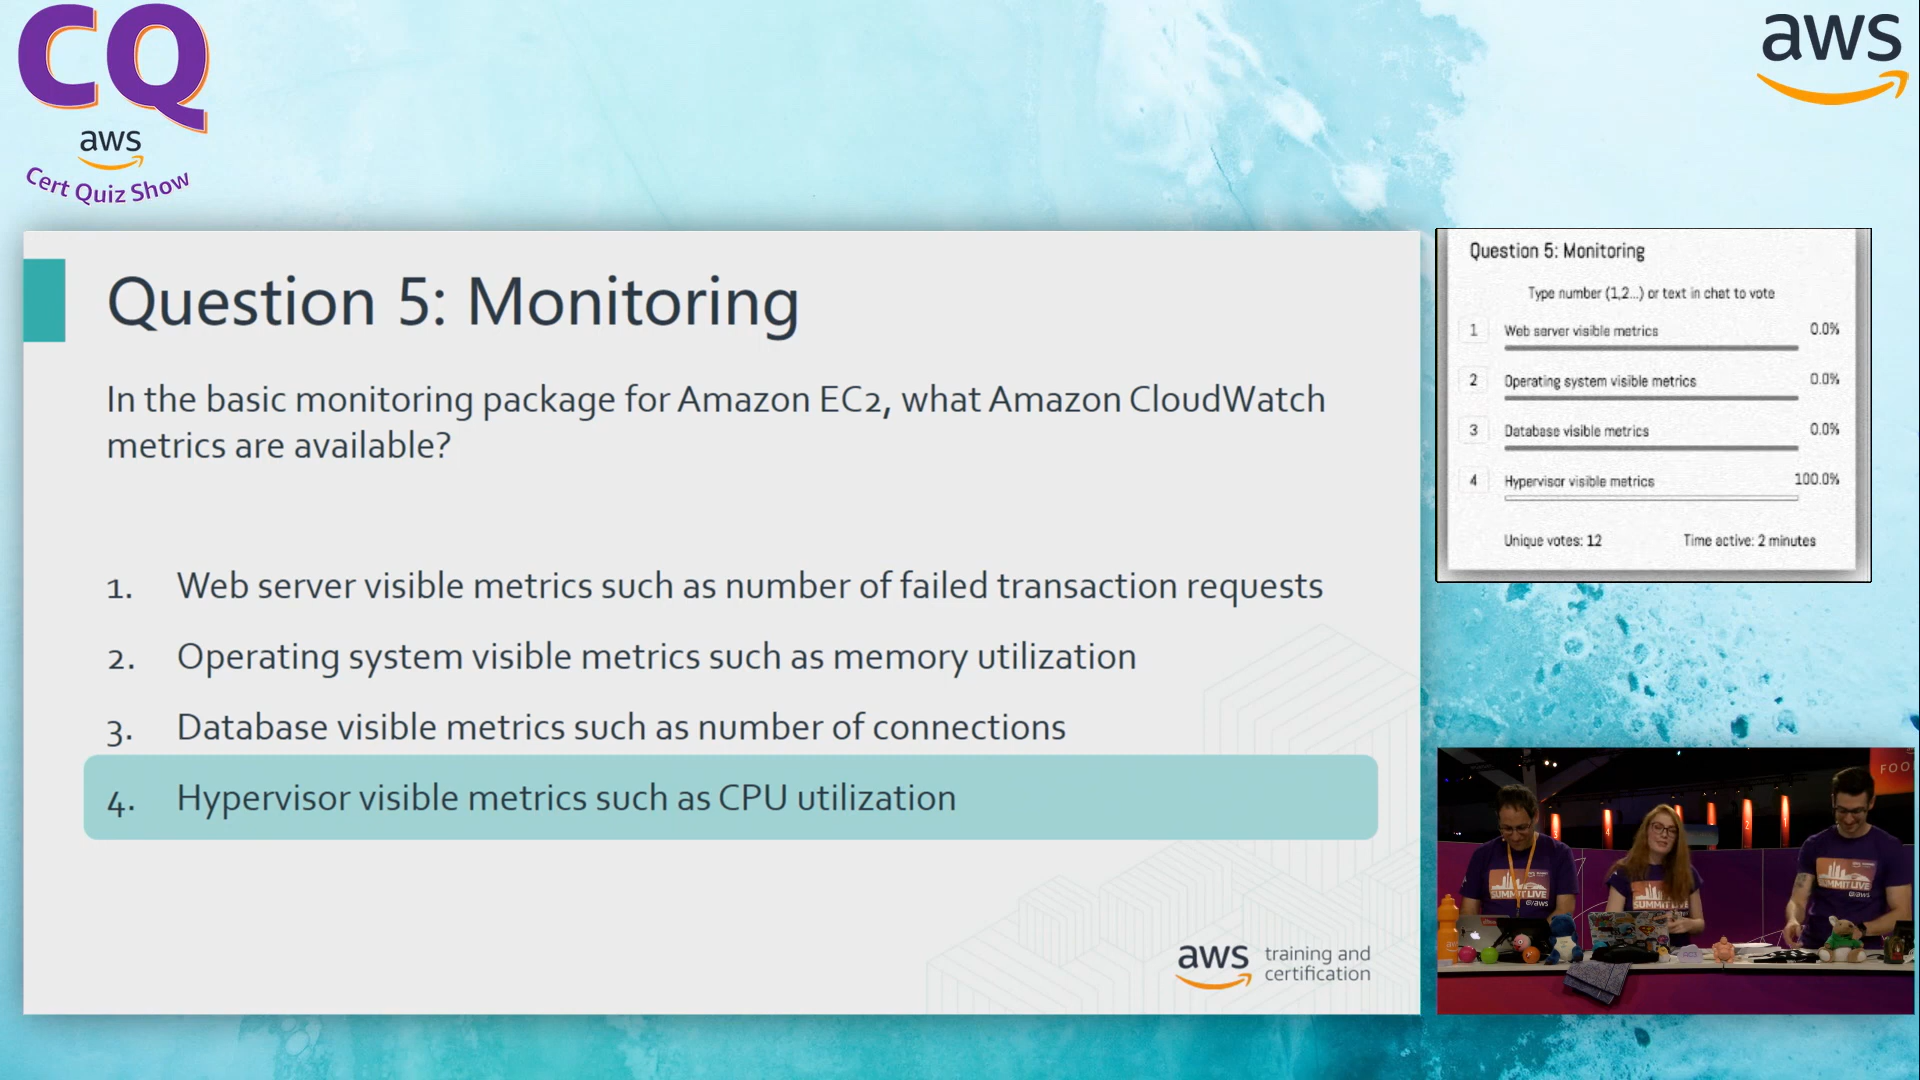 CQ
aws
Cert Quiz Show
aws
Question 5: Monitoring
In the basic monitoring package for Amazon EC2, what Amazon CloudWatch
metrics are available?
1. Web server visible metrics such as number of failed transaction requests
2. Operating system visible metrics such as memory utilization
3. Database visible metrics such as number of connections
4. Hypervisor visible metrics such as CPU utilization
aws training and
certification
Question 5: Monitoring
Type number (1,2...) or text in chat to vote
1 Web server visible metrics 0.0%
2 Operating system visible metrics 0.0%
3 Database visible metrics 0.0%
4 Hypervisor visible metrics 100.0%
Unique votes: 12 Time active: 2 minutes
FOO
4
2
1
SUMMIT LIVE
@/aws
SUMMIT LIVE
SUMMIT LIVE
@/aws